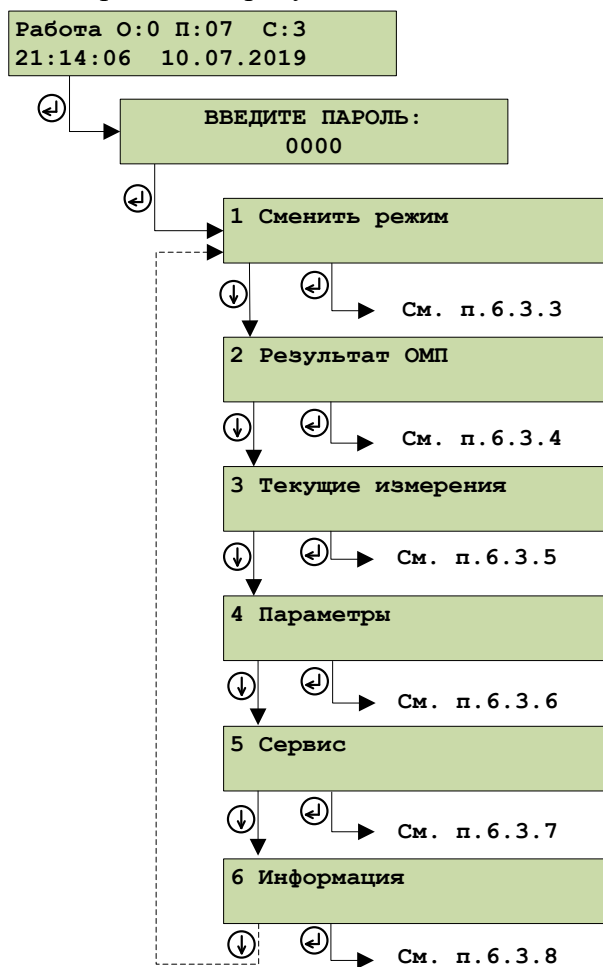 Работа О:0 П:07 С:3
21:14:06 10.07.2019
ВВЕДИТЕ ПАРОЛЬ:
0000
1 Сменить режим
См. п.6.3.3
2 Результат ОМП
См. п.6.3.4
3 Текущие измерения
См. п.6.3.5
4 Параметры
См. п.6.3.6
5 Сервис
См. п.6.3.7
6 Информация
См. п.6.3.8